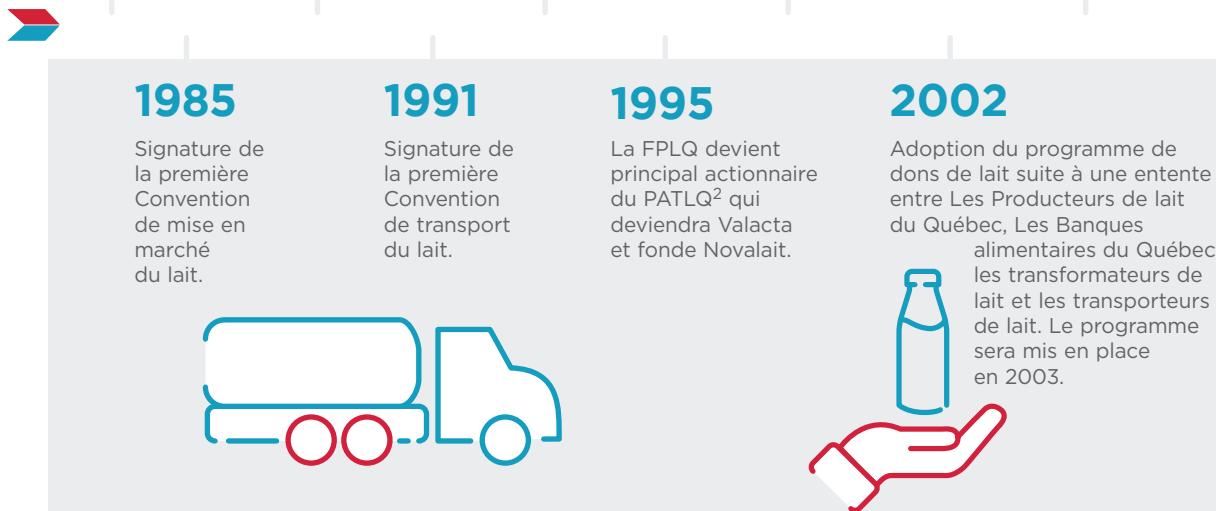 1985
Signature de
la première
Convention
de mise en
marché
du lait.
1991
Signature de
la première
Convention
de transport
du lait.
1995
La FPLQ devient
principal actionnaire
du PATLQ² qui
deviendra Valacta
et fonde Novalait.
2002
Adoption du programme de
dons de lait suite à une entente
entre Les Producteurs de lait
du Québec, Les Banques
alimentaires du Québec
les transformateurs de
lait et les transporteurs
de lait. Le programme
sera mis en place
en 2003.